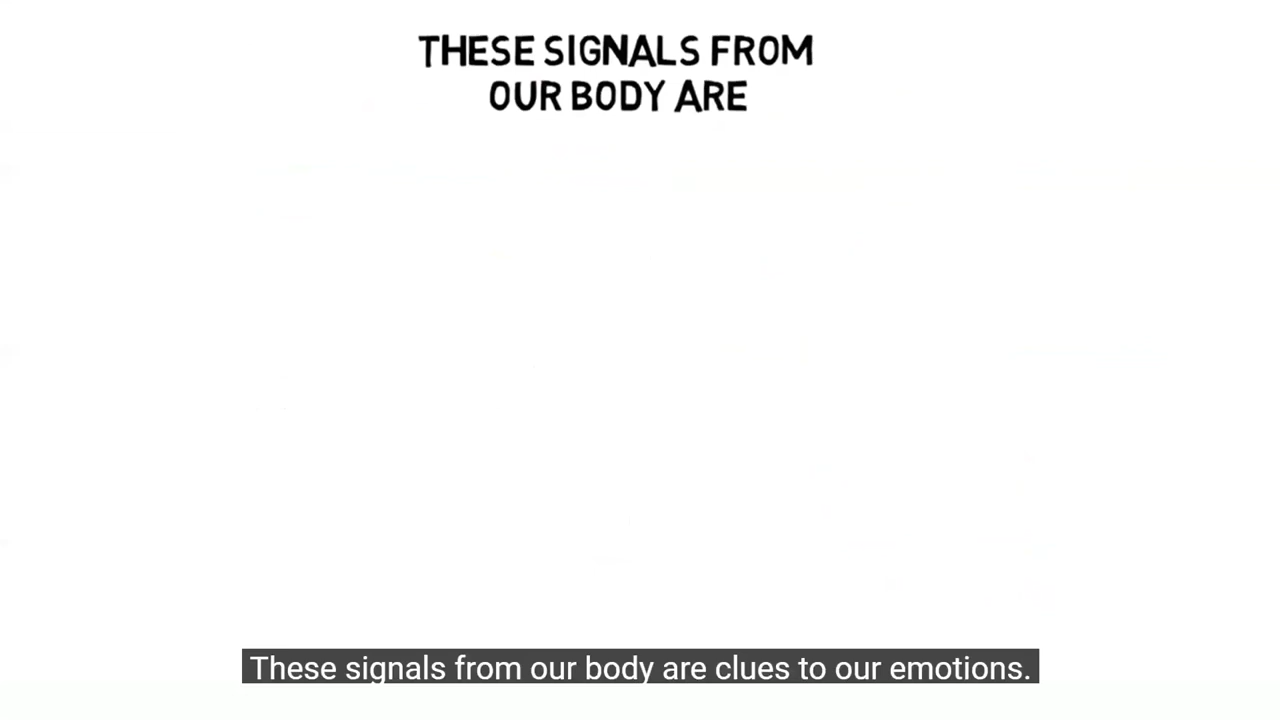 THESE SIGNALS FROM
OUR BODY ARE
These signals from our body are clues to our emotions.